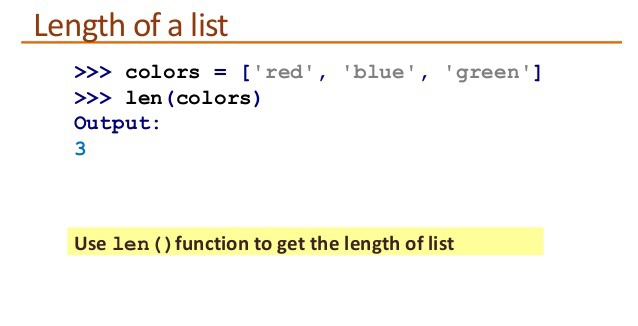 Length of a list
>>> colors = ['red', 'blue', 'green']
>>> len(colors)
Output:
3
Use len()function to get the length of list